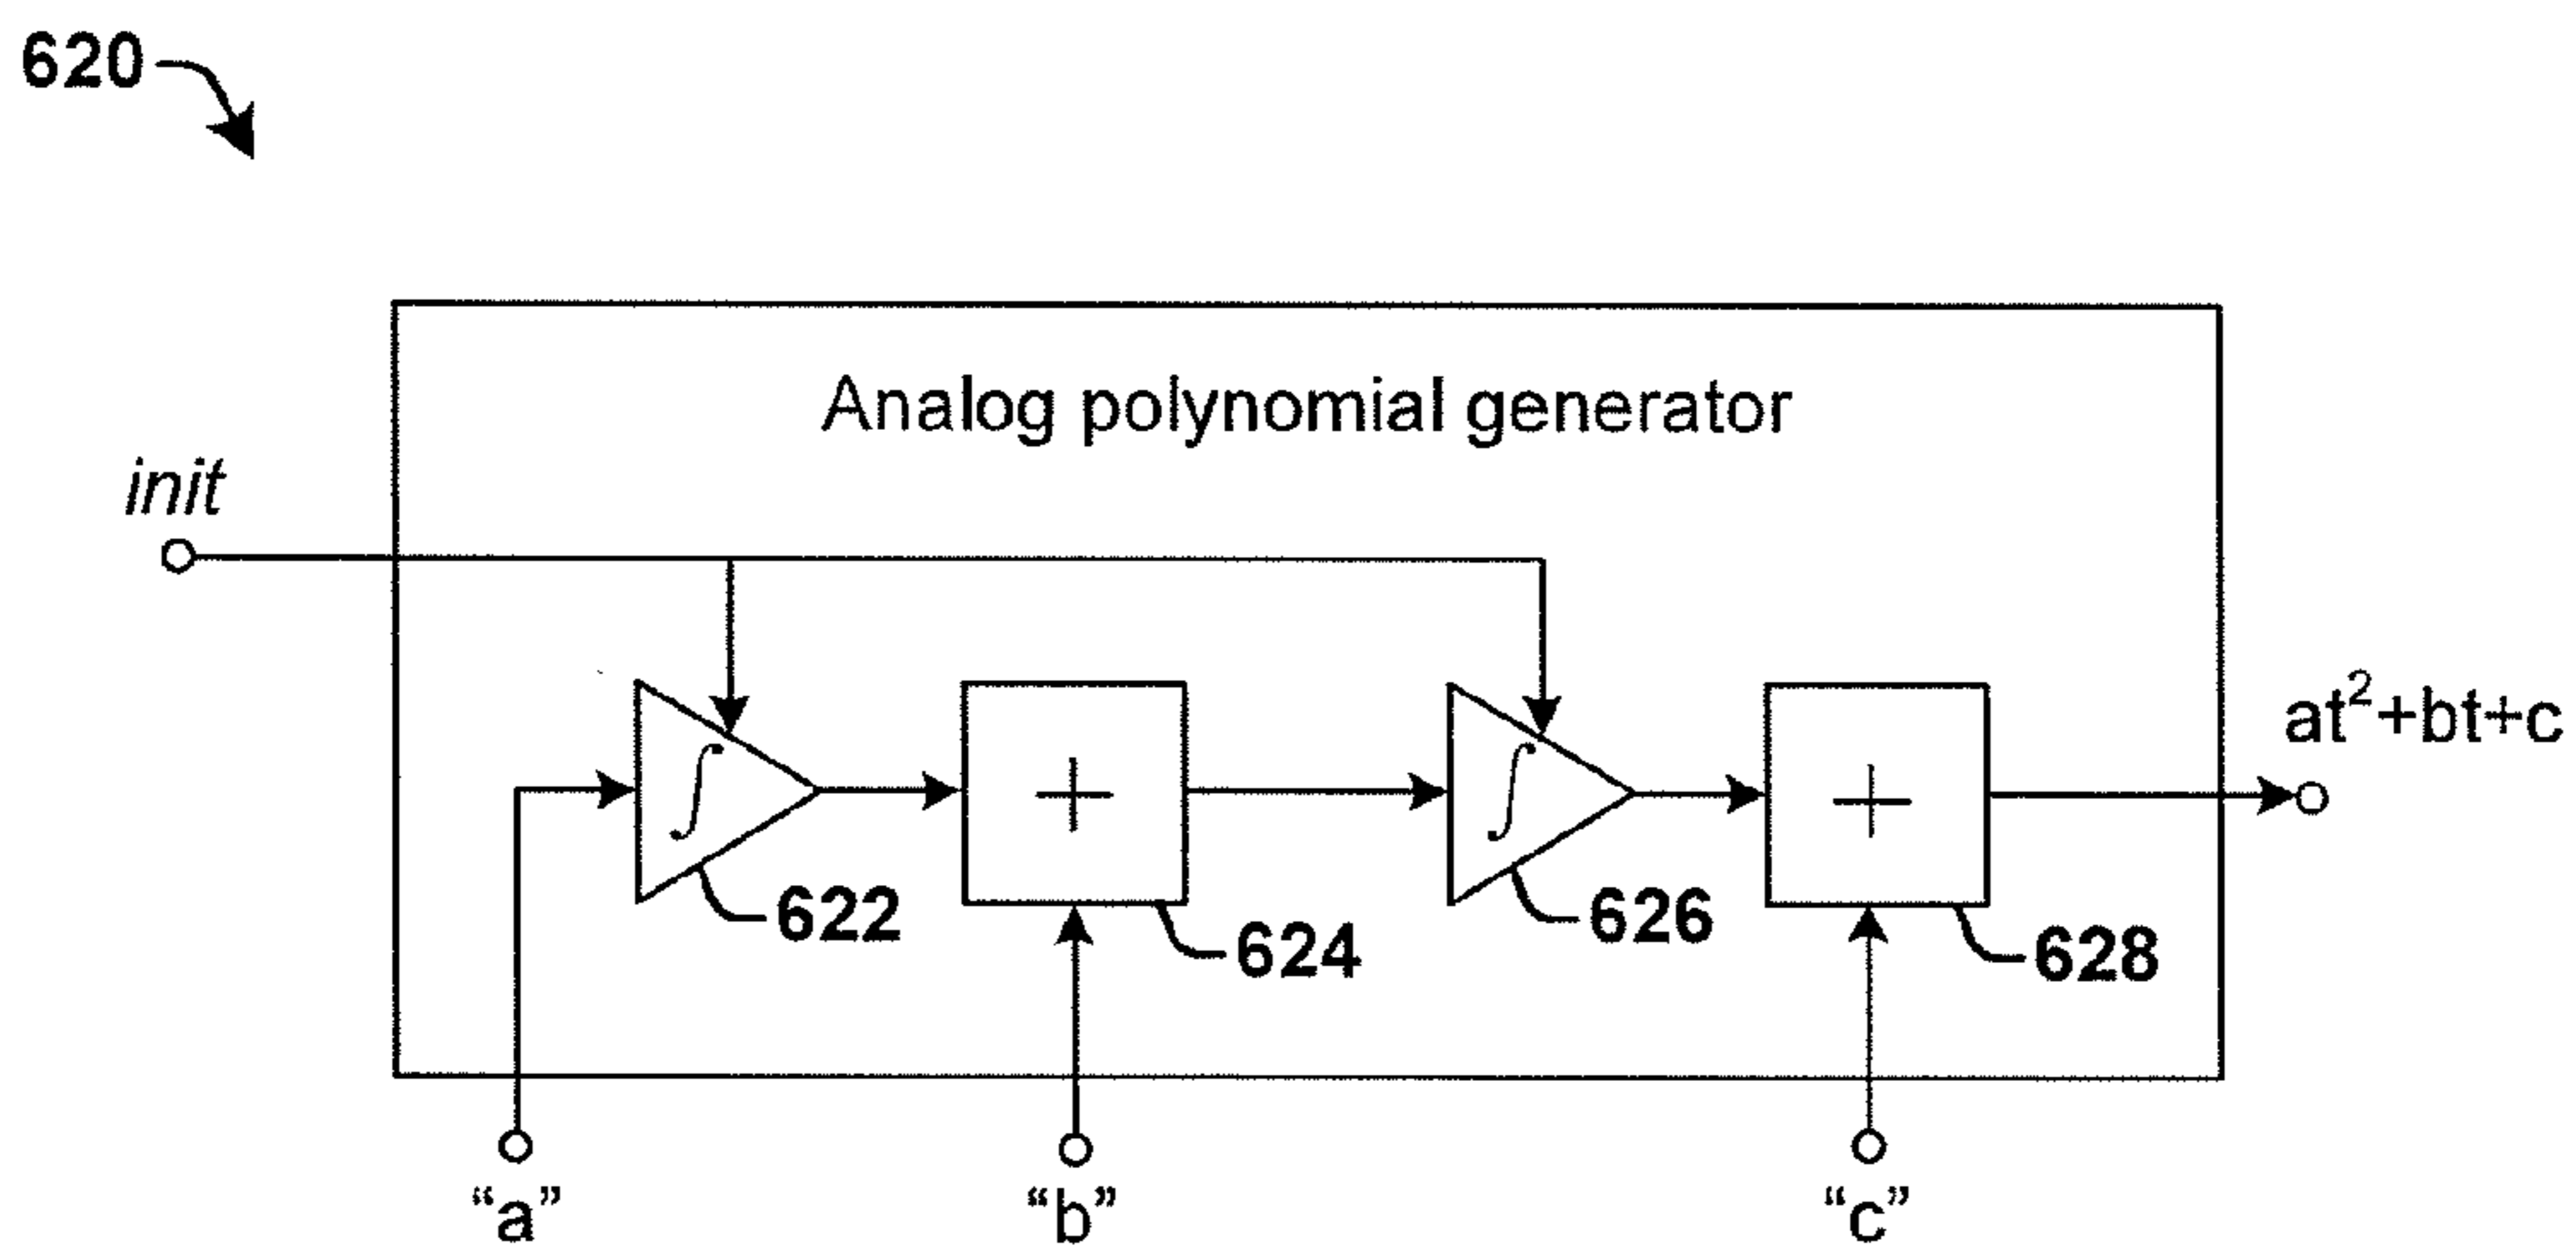 620
Analog polynomial generator
init
∫
+
∫
+
at²+bt+c
622
624
626
628
“a”
“b”
“c”